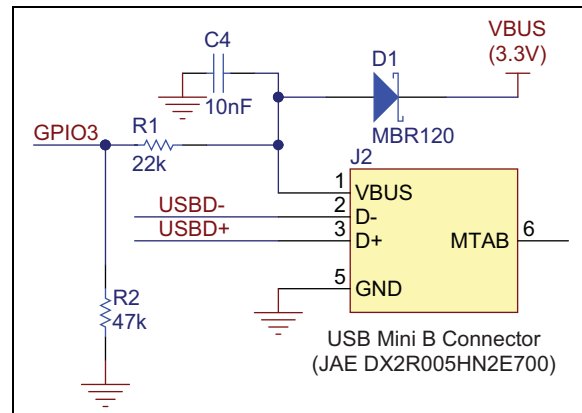 C4
10nF
VBUS
(3.3V)
D1
MBR120
GPIO3
R1
22k
J2
1
VBUS
USBD-
2
D-
USBD+
3
D+
MTAB
6
5
GND
R2
47k
USB Mini B Connector
(JAE DX2R005HN2E700)